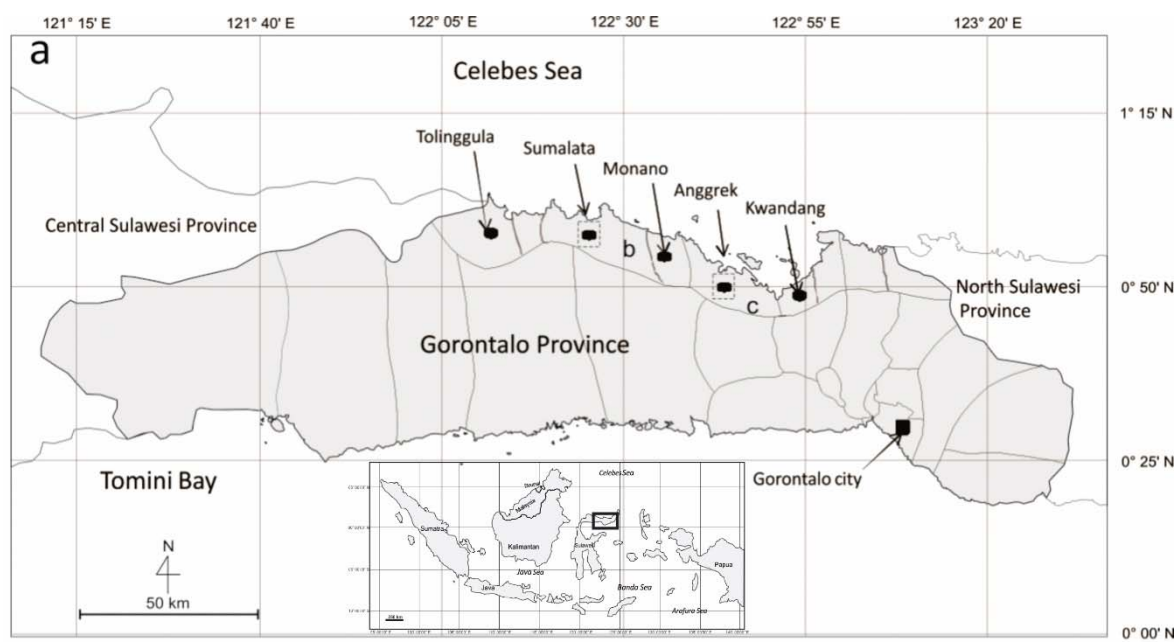 121° 15' E 121° 40' E 122° 05' E 122° 30' E 122° 55' E 123° 20' E
a
Celebes Sea
1° 15' N
Tolinggula
Sumalata
Monano
Anggrek
Kwandang
Central Sulawesi Province
b
North Sulawesi
Province
0° 50' N
c
Gorontalo Province
Gorontalo city
0° 25' N
Tomini Bay
N
50 km
0° 00' N
Celebes Sea
Malaysia
Sumatra
Kalimantan
Sulawesi
Papua
Java Sea
Java
Banda Sea
Arafura Sea